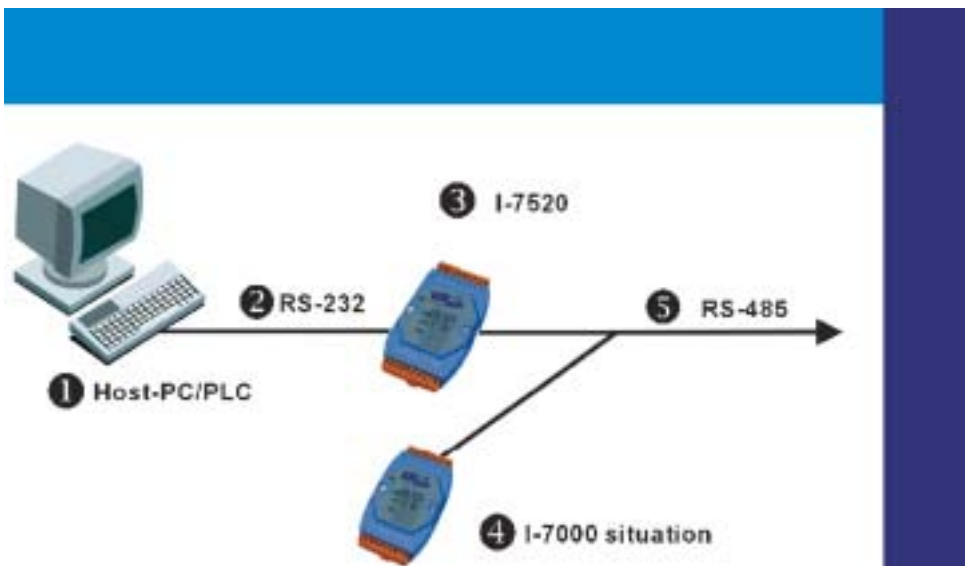 ❸ I-7520
❷ RS-232
❺ RS-485
❶ Host-PC/PLC
❹ I-7000 situation